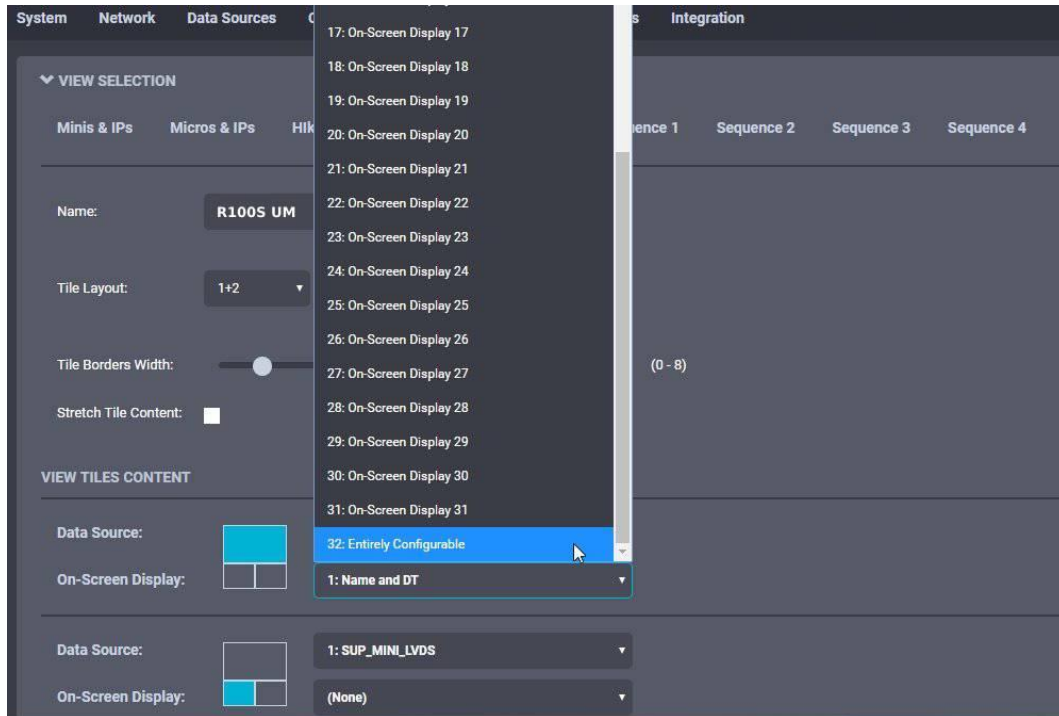 System Network Data Sources Integration
VIEW SELECTION
Minis & IPs Micros & IPs Sequence 2 Sequence 3 Sequence 4
Name: R100S UM
Tile Layout: 1+2
Tile Borders Width: (0 - 8)
Stretch Tile Content:
VIEW TILES CONTENT
17: On-Screen Display 17
18: On-Screen Display 18
19: On-Screen Display 19
20: On-Screen Display 20
21: On-Screen Display 21
22: On-Screen Display 22
23: On-Screen Display 23
24: On-Screen Display 24
25: On-Screen Display 25
26: On-Screen Display 26
27: On-Screen Display 27
28: On-Screen Display 28
29: On-Screen Display 29
30: On-Screen Display 30
31: On-Screen Display 31
32: Entirely Configurable
Data Source:
On-Screen Display: 1: Name and DT
Data Source: 1: SUP_MINI_LVDS
On-Screen Display: (None)